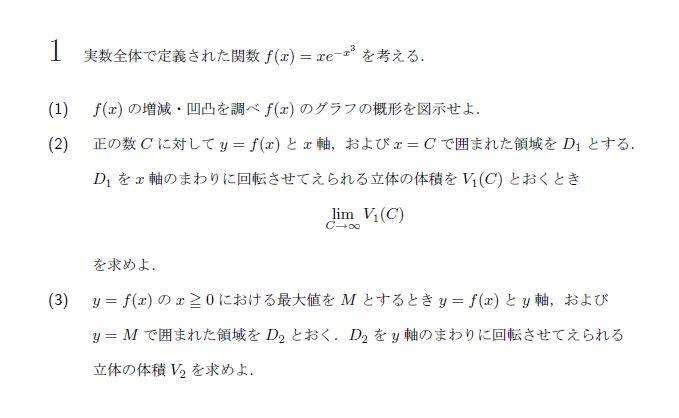 1 実数全体で定義された関数 f(x) = xe^{-x^3} を考える.
(1) f(x) の増減・凹凸を調べ f(x) のグラフの概形を図示せよ.
(2) 正の数 C に対して y = f(x) と x 軸, および x = C で囲まれた領域を D_1 とする.
D_1 を x 軸のまわりに回転させてえられる立体の体積を V_1(C) とおくとき
lim_{C→∞} V_1(C)
を求めよ.
(3) y = f(x) の x ≧ 0 における最大値を M とするとき y = f(x) と y 軸, および
y = M で囲まれた領域を D_2 とおく. D_2 を y 軸のまわりに回転させてえられる
立体の体積 V_2 を求めよ.